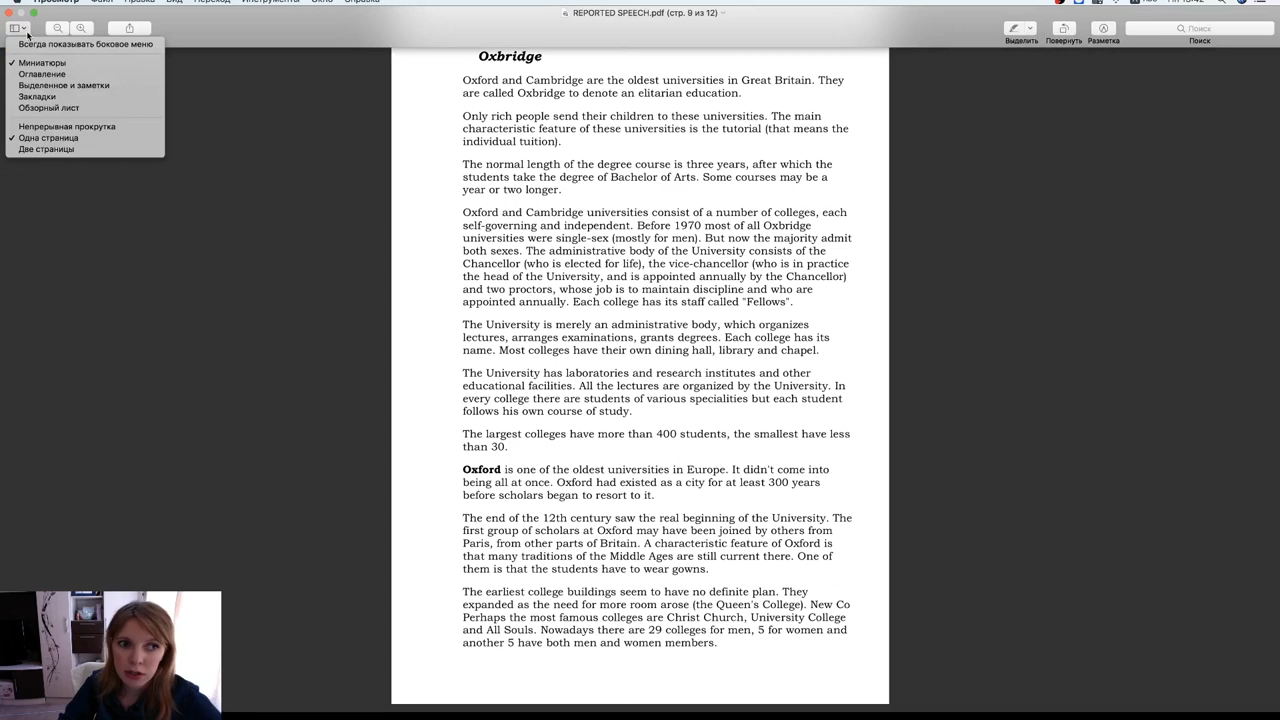 Просмотр Файл Правка Вид Переход Инструменты Окно Справка
REPORTED SPEECH.pdf (стр. 9 из 12)
Выделить Повернуть Разметка Поиск
Поиск
Всегда показывать боковое меню
Миниатюры
Оглавление
Выделенное и заметки
Закладки
Обзорный лист
Непрерывная прокрутка
Одна страница
Две страницы
Oxbridge
Oxford and Cambridge are the oldest universities in Great Britain. They
are called Oxbridge to denote an elitarian education.
Only rich people send their children to these universities. The main
characteristic feature of these universities is the tutorial (that means the
individual tuition).
The normal length of the degree course is three years, after which the
students take the degree of Bachelor of Arts. Some courses may be a
year or two longer.
Oxford and Cambridge universities consist of a number of colleges, each
self-governing and independent. Before 1970 most of all Oxbridge
universities were single-sex (mostly for men). But now the majority admit
both sexes. The administrative body of the University consists of the
Chancellor (who is elected for life), the vice-chancellor (who is in practice
the head of the University, and is appointed annually by the Chancellor)
and two proctors, whose job is to maintain discipline and who are
appointed annually. Each college has its staff called "Fellows".
The University is merely an administrative body, which organizes
lectures, arranges examinations, grants degrees. Each college has its
name. Most colleges have their own dining hall, library and chapel.
The University has laboratories and research institutes and other
educational facilities. All the lectures are organized by the University. In
every college there are students of various specialities but each student
follows his own course of study.
The largest colleges have more than 400 students, the smallest have less
than 30.
Oxford is one of the oldest universities in Europe. It didn't come into
being all at once. Oxford had existed as a city for at least 300 years
before scholars began to resort to it.
The end of the 12th century saw the real beginning of the University. The
first group of scholars at Oxford may have been joined by others from
Paris, from other parts of Britain. A characteristic feature of Oxford is
that many traditions of the Middle Ages are still current there. One of
them is that the students have to wear gowns.
The earliest college buildings seem to have no definite plan. They
expanded as the need for more room arose (the Queen's College). New Co
Perhaps the most famous colleges are Christ Church, University College
and All Souls. Nowadays there are 29 colleges for men, 5 for women and
another 5 have both men and women members.